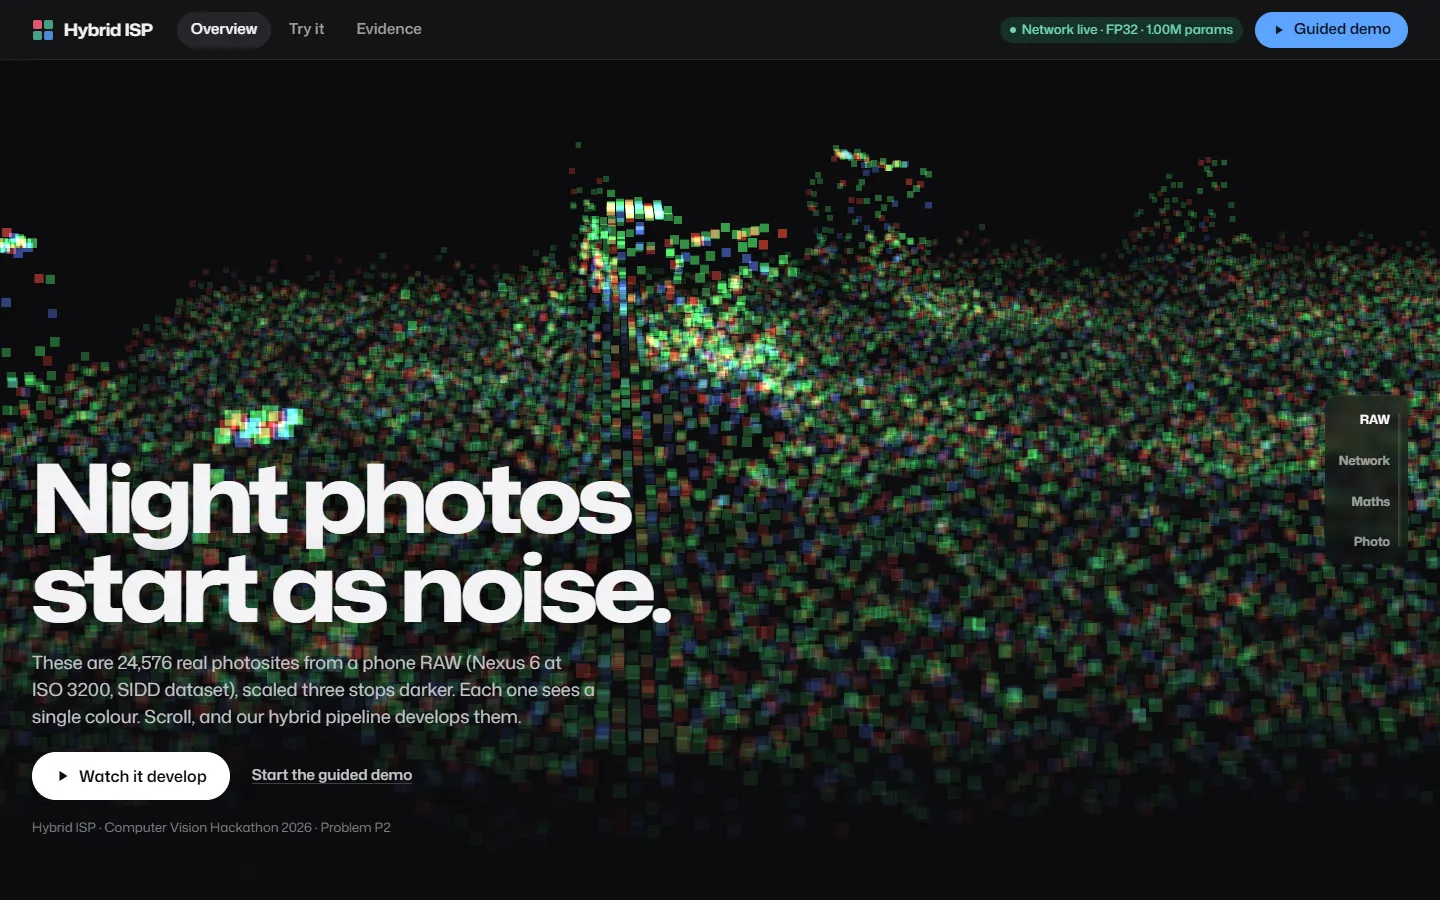 Hybrid ISP
Overview
Try it
Evidence
Network live · FP32 · 1.00M params
Guided demo
RAW
Network
Maths
Photo
Night photos
start as noise.
These are 24,576 real photosites from a phone RAW (Nexus 6 at
ISO 3200, SIDD dataset), scaled three stops darker. Each one sees a
single colour. Scroll, and our hybrid pipeline develops them.
Watch it develop
Start the guided demo
Hybrid ISP · Computer Vision Hackathon 2026 · Problem P2